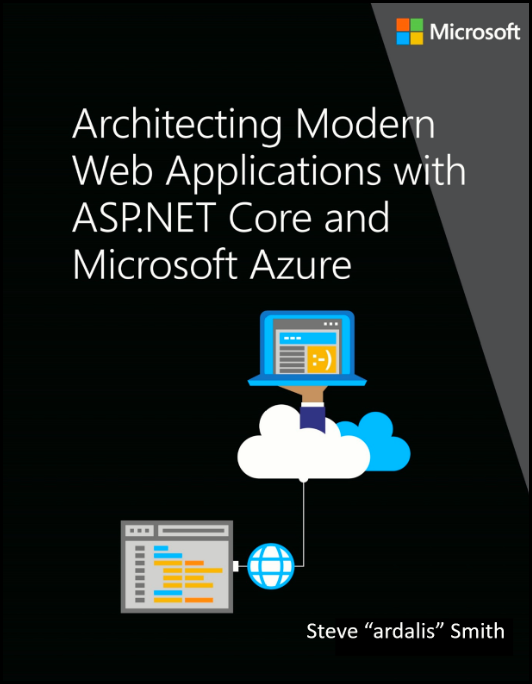 Microsoft
Architecting Modern
Web Applications with
ASP.NET Core and
Microsoft Azure
:-)
Steve “ardalis” Smith